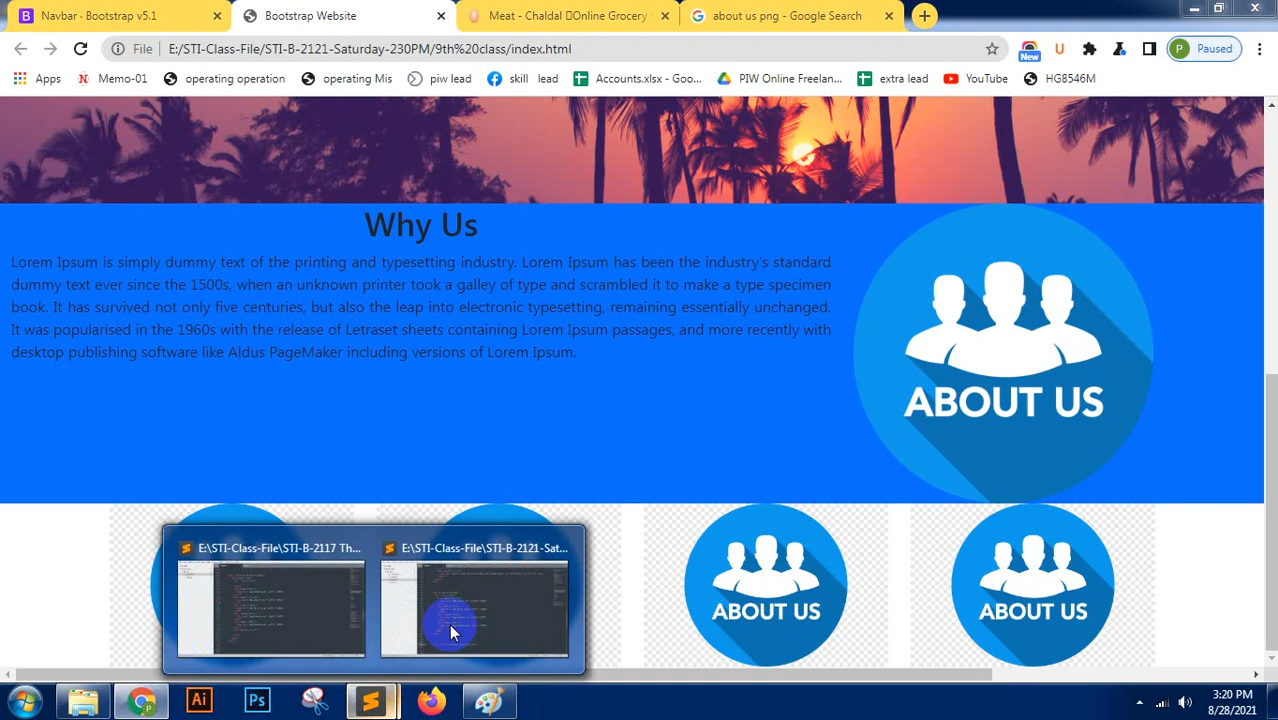 Navbar · Bootstrap v5.1
Bootstrap Website
Meat - Chaldal Online Grocery
about us png - Google Search
File
E:/STI-Class-File/STI-B-2121-Saturday-230PM/9th%20class/index.html
New
U
P
Paused
Apps
Memo-01
operating operation
operating Mis
piw lead
skill lead
Accounts.xlsx - Goo...
PIW Online Freelan...
extra lead
YouTube
HG8546M
Why Us
Lorem Ipsum is simply dummy text of the printing and typesetting industry. Lorem Ipsum has been the industry's standard
dummy text ever since the 1500s, when an unknown printer took a galley of type and scrambled it to make a type specimen
book. It has survived not only five centuries, but also the leap into electronic typesetting, remaining essentially unchanged.
It was popularised in the 1960s with the release of Letraset sheets containing Lorem Ipsum passages, and more recently with
desktop publishing software like Aldus PageMaker including versions of Lorem Ipsum.
ABOUT US
E:\STI-Class-File\STI-B-2117 Th...
E:\STI-Class-File\STI-B-2121-Sat...
ABOUT US
ABOUT US
Ai
Ps
3:20 PM
8/28/2021